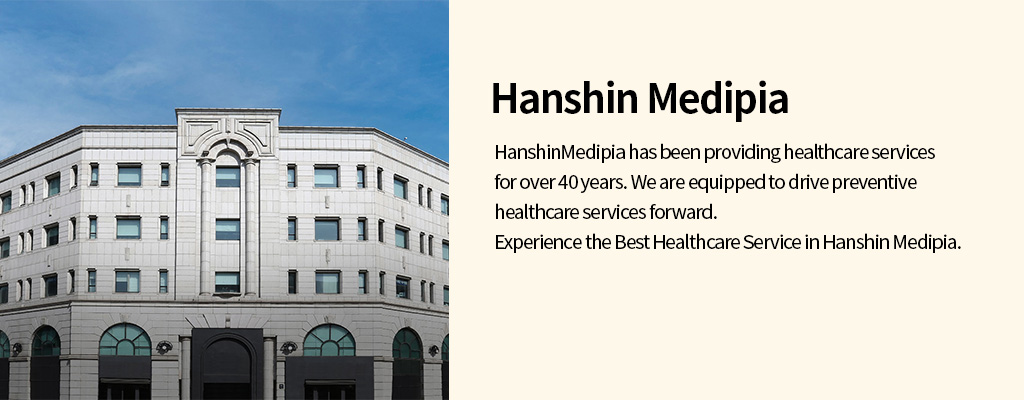 Hanshin Medipia
HanshinMedipia has been providing healthcare services
for over 40 years. We are equipped to drive preventive
healthcare services forward.
Experience the Best Healthcare Service in Hanshin Medipia.